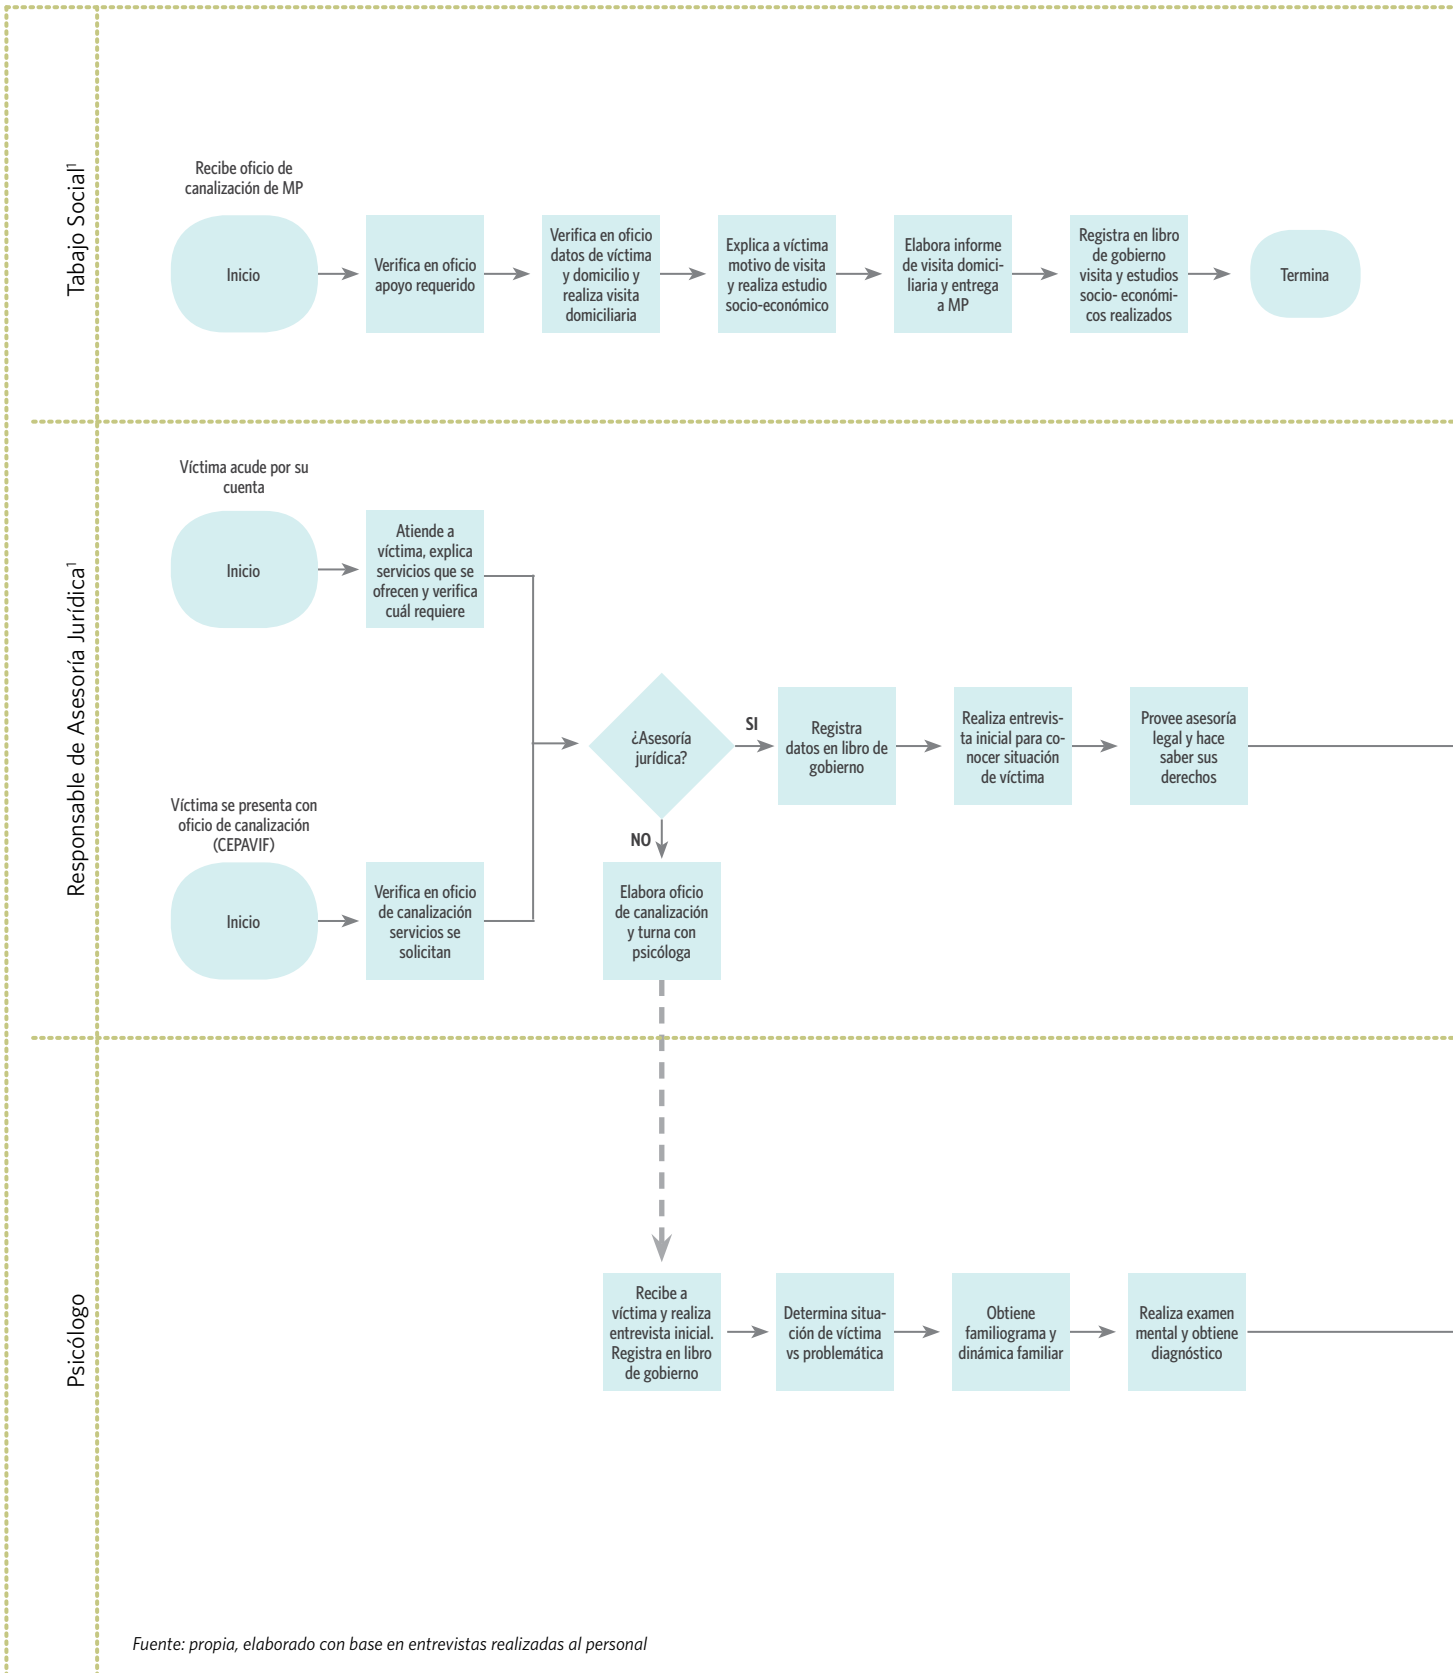 Tabajo Social¹
Recibe oficio de
canalización de MP
Inicio
Verifica en oficio
apoyo requerido
Verifica en oficio
datos de víctima
y domicilio y
realiza visita
domiciliaria
Explica a víctima
motivo de visita
y realiza estudio
socio-económico
Elabora informe
de visita domici-
liaria y entrega
a MP
Registra en libro
de gobierno
visita y estudios
socio- económi-
cos realizados
Termina
Responsable de Asesoría Jurídica¹
Víctima acude por su
cuenta
Inicio
Atiende a
víctima, explica
servicios que se
ofrecen y verifica
cuál requiere
Víctima se presenta con
oficio de canalización
(CEPAVIF)
Inicio
Verifica en oficio
de canalización
servicios se
solicitan
¿Asesoría
jurídica?
SI
Registra
datos en libro de
gobierno
Realiza entrevis-
ta inicial para co-
nocer situación
de víctima
Provee asesoría
legal y hace
saber sus
derechos
NO
Elabora oficio
de canalización
y turna con
psicóloga
Psicólogo
Recibe a
víctima y realiza
entrevista inicial.
Registra en libro
de gobierno
Determina situa-
ción de víctima
vs problemática
Obtiene
familiograma y
dinámica familiar
Realiza examen
mental y obtiene
diagnóstico
Fuente: propia, elaborado con base en entrevistas realizadas al personal